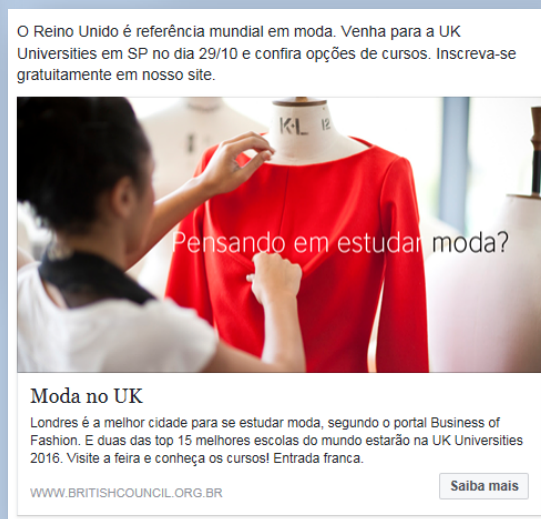 O Reino Unido é referência mundial em moda. Venha para a UK
Universities em SP no dia 29/10 e confira opções de cursos. Inscreva-se
gratuitamente em nosso site.
K·L 12
Pensando em estudar moda?
Moda no UK
Londres é a melhor cidade para se estudar moda, segundo o portal Business of
Fashion. E duas das top 15 melhores escolas do mundo estarão na UK Universities
2016. Visite a feira e conheça os cursos! Entrada franca.
WWW.BRITISHCOUNCIL.ORG.BR
Saiba mais